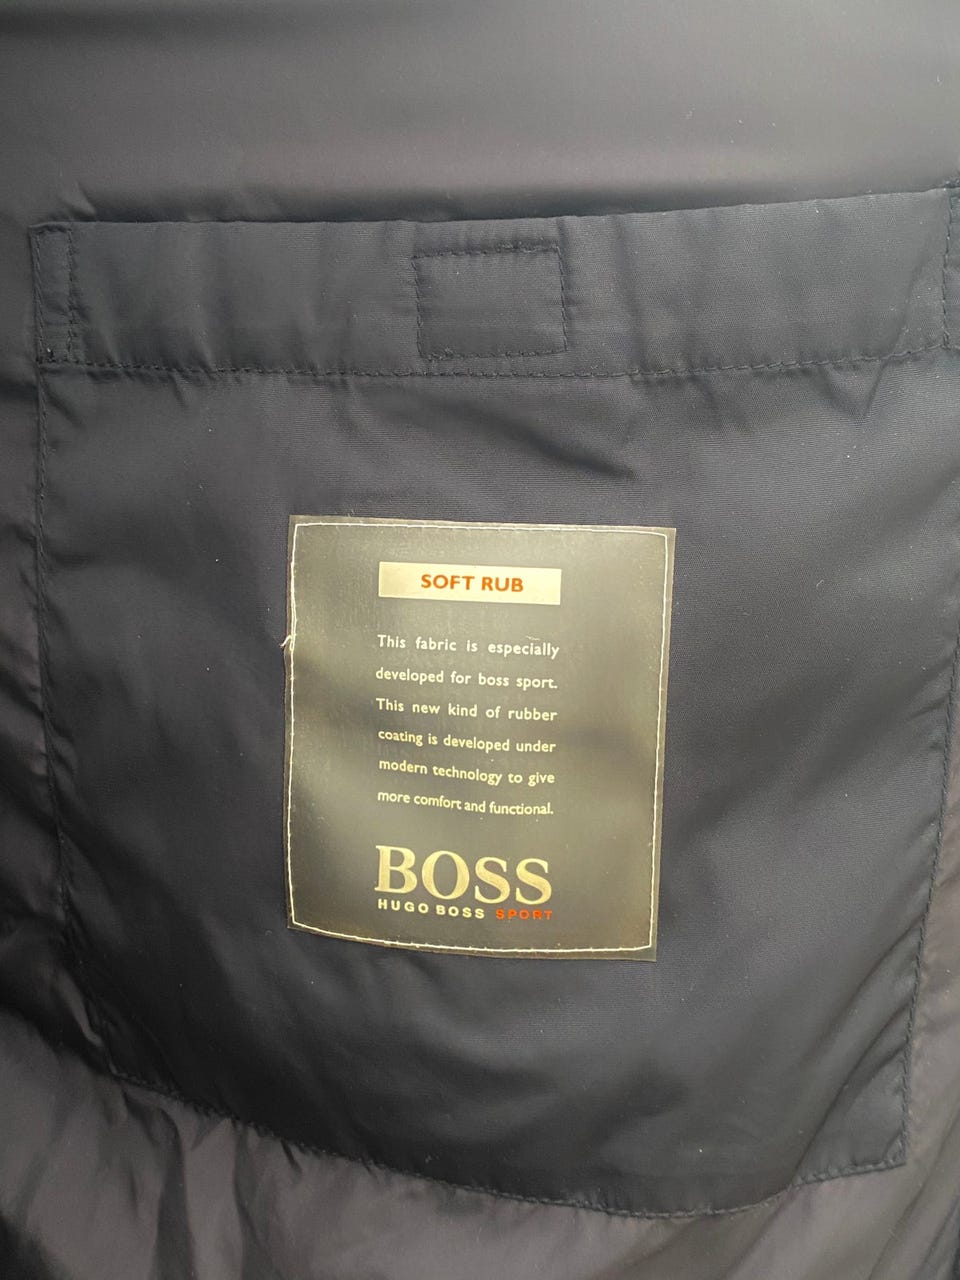 SOFT RUB
This fabric is especially
developed for boss sport.
This new kind of rubber
coating is developed under
modern technology to give
more comfort and functional.
BOSS
HUGO BOSS SPORT